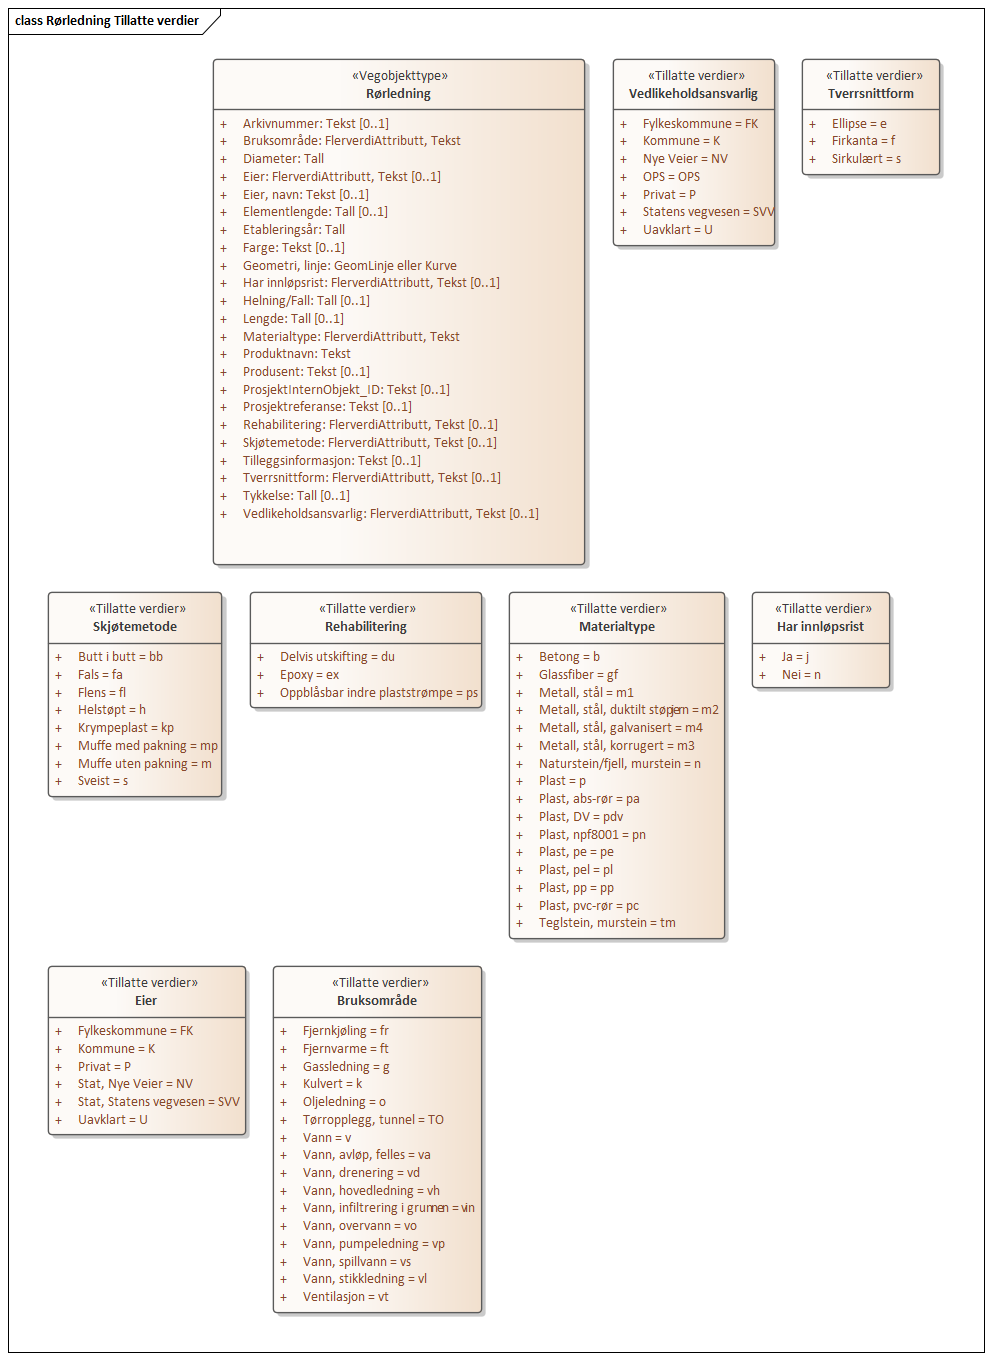 class Rørledning Tillatte verdier
«Vegobjekttype»
Rørledning
+ Arkivnummer: Tekst [0..1]
+ Bruksområde: FlerverdiAttributt, Tekst
+ Diameter: Tall
+ Eier: FlerverdiAttributt, Tekst [0..1]
+ Eier, navn: Tekst [0..1]
+ Elementlengde: Tall [0..1]
+ Etableringsår: Tall
+ Farge: Tekst [0..1]
+ Geometri, linje: GeomLinje eller Kurve
+ Har innløpsrist: FlerverdiAttributt, Tekst [0..1]
+ Helning/Fall: Tall [0..1]
+ Lengde: Tall [0..1]
+ Materialtype: FlerverdiAttributt, Tekst
+ Produktnavn: Tekst
+ Produsent: Tekst [0..1]
+ ProsjektInternObjekt_ID: Tekst [0..1]
+ Prosjektreferanse: Tekst [0..1]
+ Rehabilitering: FlerverdiAttributt, Tekst [0..1]
+ Skjøtemetode: FlerverdiAttributt, Tekst [0..1]
+ Tilleggsinformasjon: Tekst [0..1]
+ Tverrsnittform: FlerverdiAttributt, Tekst [0..1]
+ Tykkelse: Tall [0..1]
+ Vedlikeholdsansvarlig: FlerverdiAttributt, Tekst [0..1]
«Tillatte verdier»
Vedlikeholdsansvarlig
+ Fylkeskommune = FK
+ Kommune = K
+ Nye Veier = NV
+ OPS = OPS
+ Privat = P
+ Statens vegvesen = SVV
+ Uavklart = U
«Tillatte verdier»
Tverrsnittform
+ Ellipse = e
+ Firkanta = f
+ Sirkulært = s
«Tillatte verdier»
Skjøtemetode
+ Butt i butt = bb
+ Fals = fa
+ Flens = fl
+ Helstøpt = h
+ Krympeplast = kp
+ Muffe med pakning = mp
+ Muffe uten pakning = m
+ Sveist = s
«Tillatte verdier»
Rehabilitering
+ Delvis utskifting = du
+ Epoxy = ex
+ Oppblåsbar indre plaststrømpe = ps
«Tillatte verdier»
Materialtype
+ Betong = b
+ Glassfiber = gf
+ Metall, stål = m1
+ Metall, stål, duktilt støpejern = m2
+ Metall, stål, galvanisert = m4
+ Metall, stål, korrugert = m3
+ Naturstein/fjell, murstein = n
+ Plast = p
+ Plast, abs-rør = pa
+ Plast, DV = pdv
+ Plast, npf8001 = pn
+ Plast, pe = pe
+ Plast, pel = pl
+ Plast, pp = pp
+ Plast, pvc-rør = pc
+ Teglstein, murstein = tm
«Tillatte verdier»
Har innløpsrist
+ Ja = j
+ Nei = n
«Tillatte verdier»
Eier
+ Fylkeskommune = FK
+ Kommune = K
+ Privat = P
+ Stat, Nye Veier = NV
+ Stat, Statens vegvesen = SVV
+ Uavklart = U
«Tillatte verdier»
Bruksområde
+ Fjernkjøling = fr
+ Fjernvarme = ft
+ Gassledning = g
+ Kulvert = k
+ Oljeledning = o
+ Tørropplegg, tunnel = TO
+ Vann = v
+ Vann, avløp, felles = va
+ Vann, drenering = vd
+ Vann, hovedledning = vh
+ Vann, infiltrering i grunnen = vin
+ Vann, overvann = vo
+ Vann, pumpeledning = vp
+ Vann, spillvann = vs
+ Vann, stikkledning = vl
+ Ventilasjon = vt